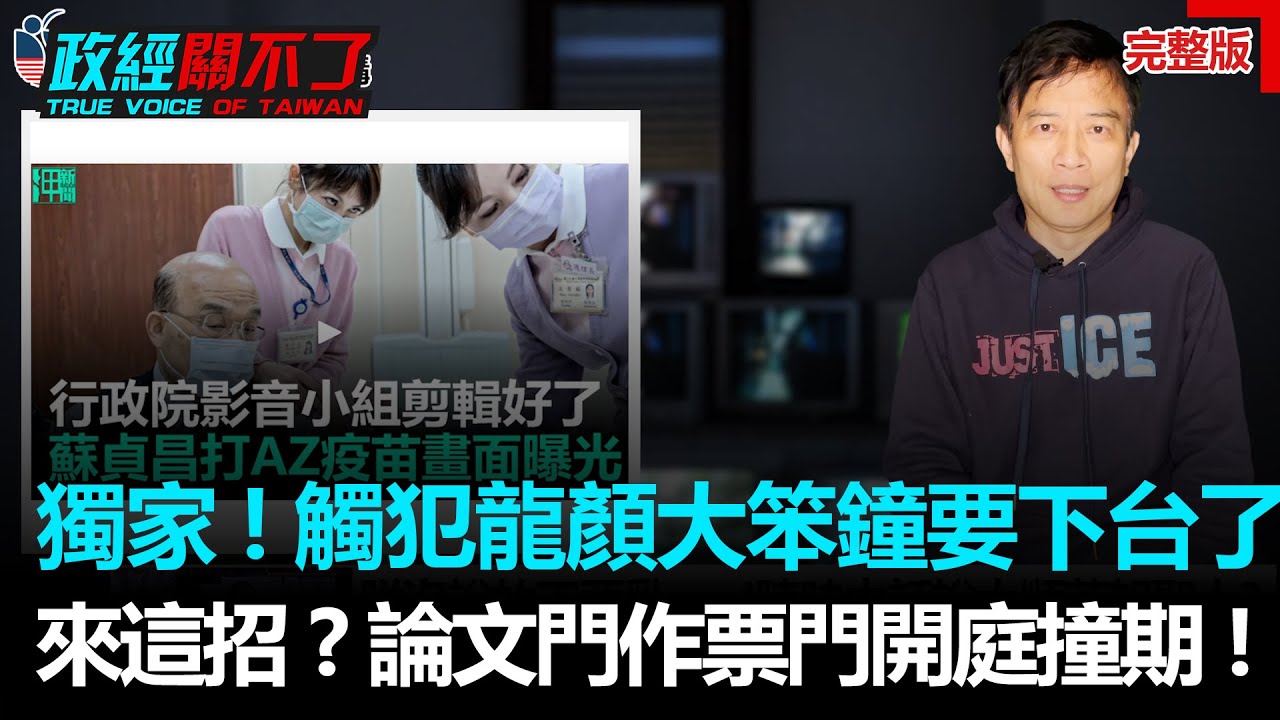 政經關不了
TRUE VOICE OF TAIWAN
完整版
新聞
行政院影音小組剪輯好了
蘇貞昌打AZ疫苗畫面曝光
JUSTICE
獨家！觸犯龍顏大笨鐘要下台了
來這招？論文門作票門開庭撞期！